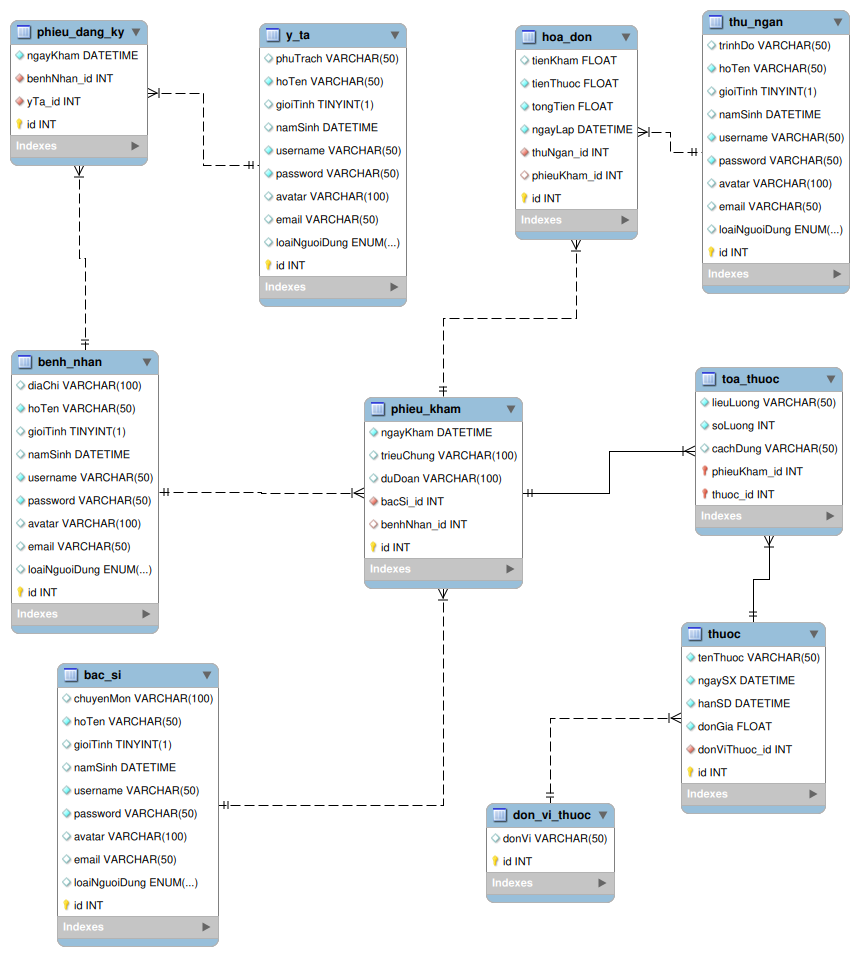 phieu_dang_ky
ngayKham DATETIME
benhNhan_id INT
yTa_id INT
id INT
Indexes
y_ta
phuTrach VARCHAR(50)
hoTen VARCHAR(50)
gioiTinh TINYINT(1)
namSinh DATETIME
username VARCHAR(50)
password VARCHAR(50)
avatar VARCHAR(100)
email VARCHAR(50)
loaiNguoiDung ENUM(...)
id INT
Indexes
hoa_don
tienKham FLOAT
tienThuoc FLOAT
tongTien FLOAT
ngayLap DATETIME
thuNgan_id INT
phieuKham_id INT
id INT
Indexes
thu_ngan
trinhDo VARCHAR(50)
hoTen VARCHAR(50)
gioiTinh TINYINT(1)
namSinh DATETIME
username VARCHAR(50)
password VARCHAR(50)
avatar VARCHAR(100)
email VARCHAR(50)
loaiNguoiDung ENUM(...)
id INT
Indexes
benh_nhan
diaChi VARCHAR(100)
hoTen VARCHAR(50)
gioiTinh TINYINT(1)
namSinh DATETIME
username VARCHAR(50)
password VARCHAR(50)
avatar VARCHAR(100)
email VARCHAR(50)
loaiNguoiDung ENUM(...)
id INT
Indexes
phieu_kham
ngayKham DATETIME
trieuChung VARCHAR(100)
duDoan VARCHAR(100)
bacSi_id INT
benhNhan_id INT
id INT
Indexes
toa_thuoc
lieuLuong VARCHAR(50)
soLuong INT
cachDung VARCHAR(50)
phieuKham_id INT
thuoc_id INT
Indexes
thuoc
tenThuoc VARCHAR(50)
ngaySX DATETIME
hanSD DATETIME
donGia FLOAT
donViThuoc_id INT
id INT
Indexes
bac_si
chuyenMon VARCHAR(100)
hoTen VARCHAR(50)
gioiTinh TINYINT(1)
namSinh DATETIME
username VARCHAR(50)
password VARCHAR(50)
avatar VARCHAR(100)
email VARCHAR(50)
loaiNguoiDung ENUM(...)
id INT
Indexes
don_vi_thuoc
donVi VARCHAR(50)
id INT
Indexes